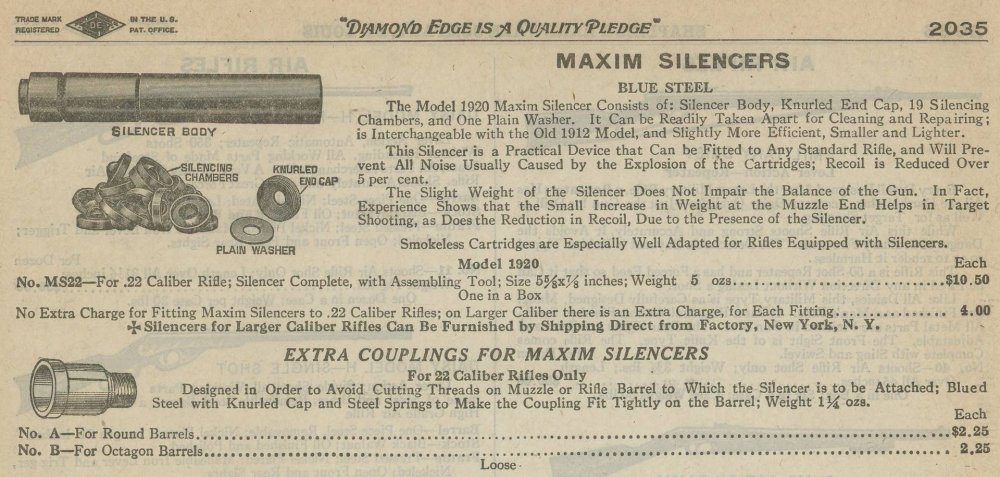 TRADE MARK REGISTERED
DE
IN THE U.S. PAT. OFFICE.
"DIAMOND EDGE IS A QUALITY PLEDGE"
2035
MAXIM SILENCERS
BLUE STEEL
The Model 1920 Maxim Silencer Consists of: Silencer Body, Knurled End Cap, 19 Silencing
Chambers, and One Plain Washer. It Can be Readily Taken Apart for Cleaning and Repairing;
is Interchangeable with the Old 1912 Model, and Slightly More Efficient, Smaller and Lighter.
This Silencer is a Practical Device that Can be Fitted to Any Standard Rifle, and Will Pre-
vent All Noise Usually Caused by the Explosion of the Cartridges; Recoil is Reduced Over
5 per cent.
The Slight Weight of the Silencer Does Not Impair the Balance of the Gun. In Fact,
Experience Shows that the Small Increase in Weight at the Muzzle End Helps in Target
Shooting, as Does the Reduction in Recoil, Due to the Presence of the Silencer.
Smokeless Cartridges are Especially Well Adapted for Rifles Equipped with Silencers.
SILENCER BODY
SILENCING CHAMBERS
KNURLED END CAP
PLAIN WASHER
Model 1920
Each
No. MS22—For .22 Caliber Rifle; Silencer Complete, with Assembling Tool; Size 5⅝x⅞ inches; Weight 5 ozs. $10.50
One in a Box
No Extra Charge for Fitting Maxim Silencers to .22 Caliber Rifles; on Larger Caliber there is an Extra Charge, for Each Fitting 4.00
✠Silencers for Larger Caliber Rifles Can Be Furnished by Shipping Direct from Factory, New York, N. Y.
EXTRA COUPLINGS FOR MAXIM SILENCERS
For 22 Caliber Rifles Only
Designed in Order to Avoid Cutting Threads on Muzzle or Rifle Barrel to Which the Silencer is to be Attached; Blued
Steel with Knurled Cap and Steel Springs to Make the Coupling Fit Tightly on the Barrel; Weight 1¼ ozs.
Each
No. A—For Round Barrels $2.25
No. B—For Octagon Barrels 2.25
Loose